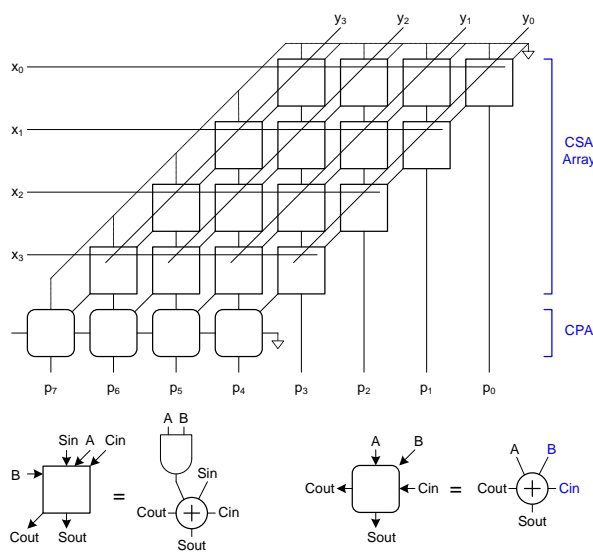 y₃ y₂ y₁ y₀
x₀
x₁
CSA
Array
x₂
x₃
CPA
p₇ p₆ p₅ p₄ p₃ p₂ p₁ p₀
A B
Sin A Cin
Sin
B
=
Cout
Cin
Cout Sout
Sout
A
B
Cout
Cin
=
Sout
A
B
Cout
Cin
Sout